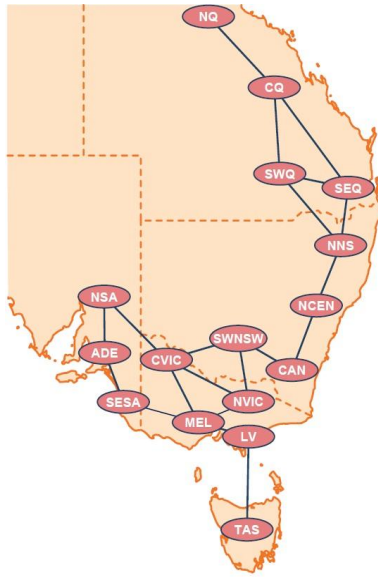 NQ
CQ
SWQ
SEQ
NNS
NSA
NCEN
SWNSW
ADE
CVIC
CAN
SESA
NVIC
MEL
LV
TAS